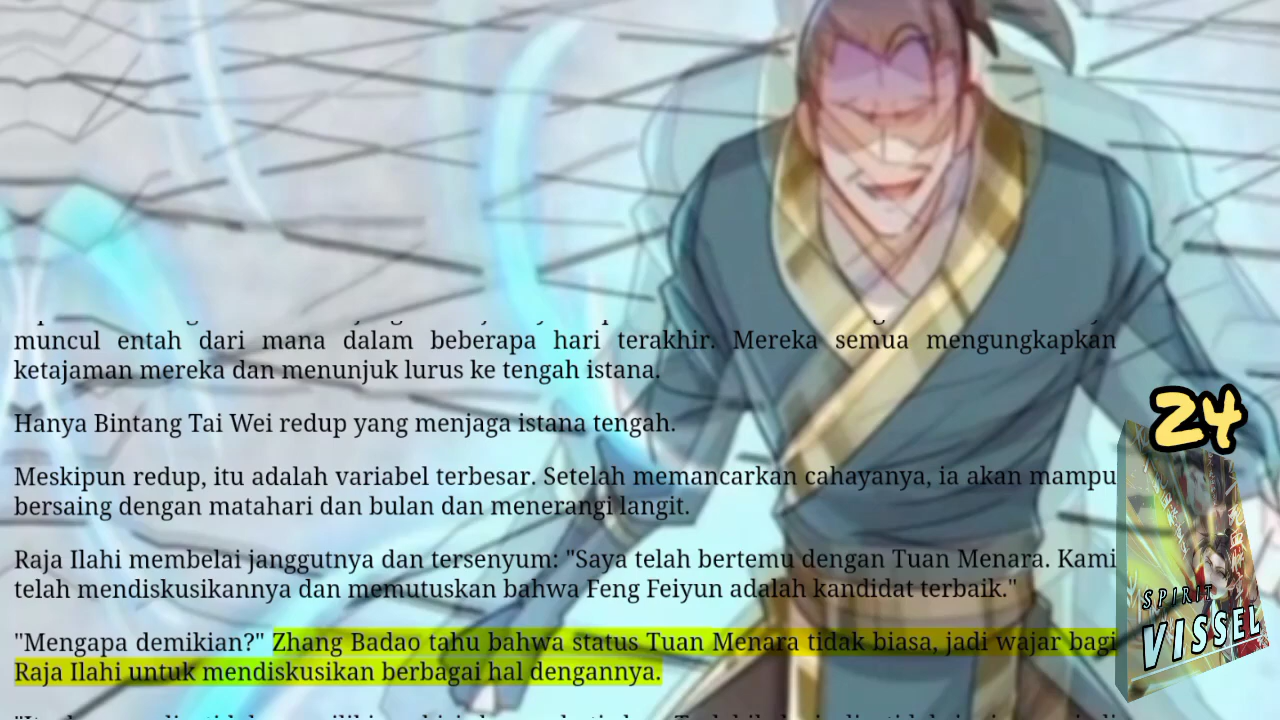 muncul entah dari mana dalam beberapa hari terakhir. Mereka semua mengungkapkan
ketajaman mereka dan menunjuk lurus ke tengah istana.
Hanya Bintang Tai Wei redup yang menjaga istana tengah.
Meskipun redup, itu adalah variabel terbesar. Setelah memancarkan cahayanya, ia akan mampu
bersaing dengan matahari dan bulan dan menerangi langit.
Raja Ilahi membelai janggutnya dan tersenyum: "Saya telah bertemu dengan Tuan Menara. Kami
telah mendiskusikannya dan memutuskan bahwa Feng Feiyun adalah kandidat terbaik."
"Mengapa demikian?" Zhang Badao tahu bahwa status Tuan Menara tidak biasa, jadi wajar bagi
Raja Ilahi untuk mendiskusikan berbagai hal dengannya.
24
SPIRIT
VISSEL